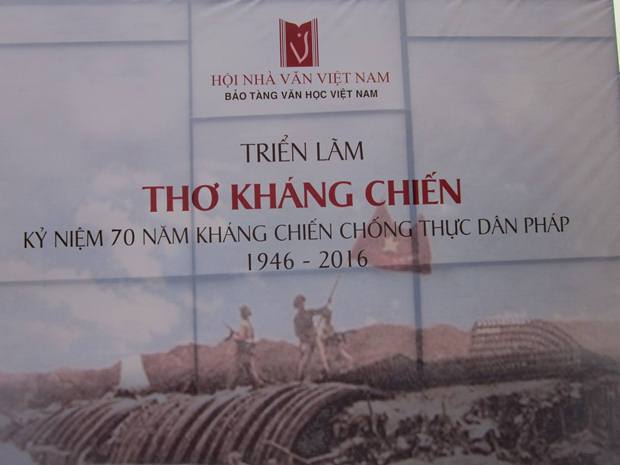 HỘI NHÀ VĂN VIỆT NAM
BẢO TÀNG VĂN HỌC VIỆT NAM
TRIỂN LÃM
THƠ KHÁNG CHIẾN
KỶ NIỆM 70 NĂM KHÁNG CHIẾN CHỐNG THỰC DÂN PHÁP
1946 - 2016